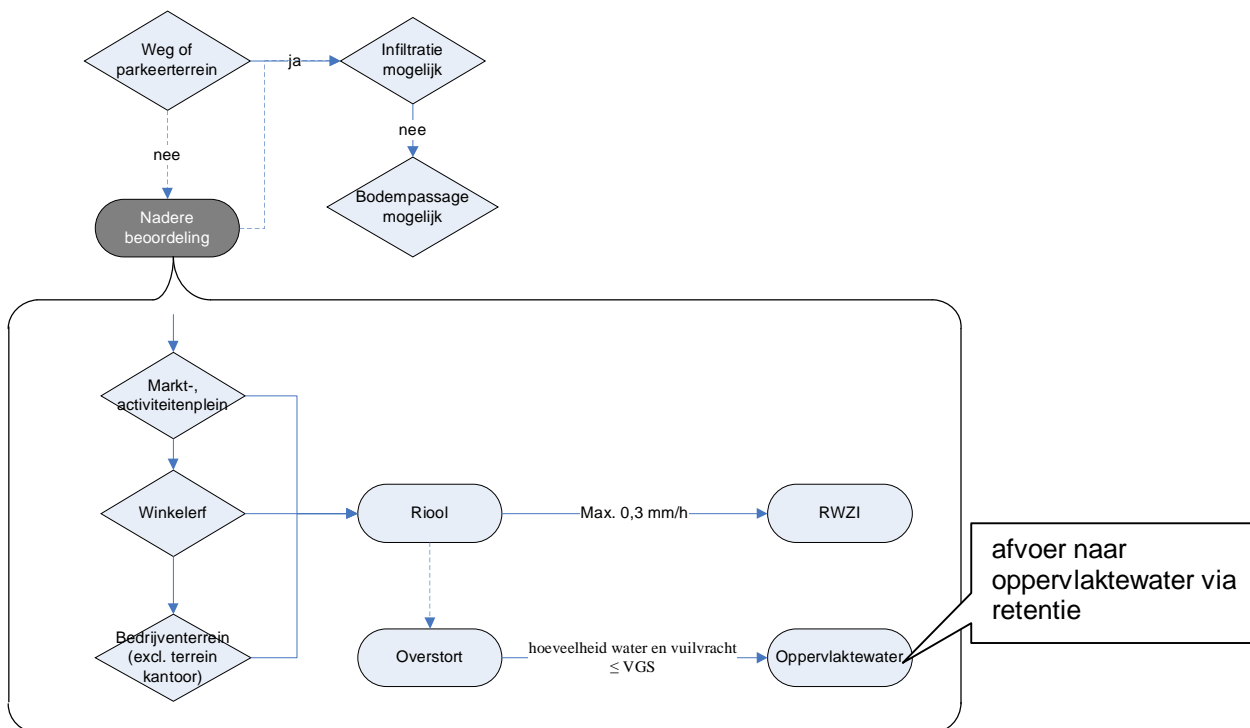 Weg of
parkeerterrein
ja
Infiltratie
mogelijk
nee
nee
Bodempassage
mogelijk
Nadere
beoordeling
Markt-,
activiteitenplein
Winkelerf
Riool
Max. 0,3 mm/h
RWZI
afvoer naar
oppervlaktewater via
retentie
Bedrijventerrein
(excl. terrein
kantoor)
Overstort
hoeveelheid water en vuilvracht
≤ VGS
Oppervlaktewater